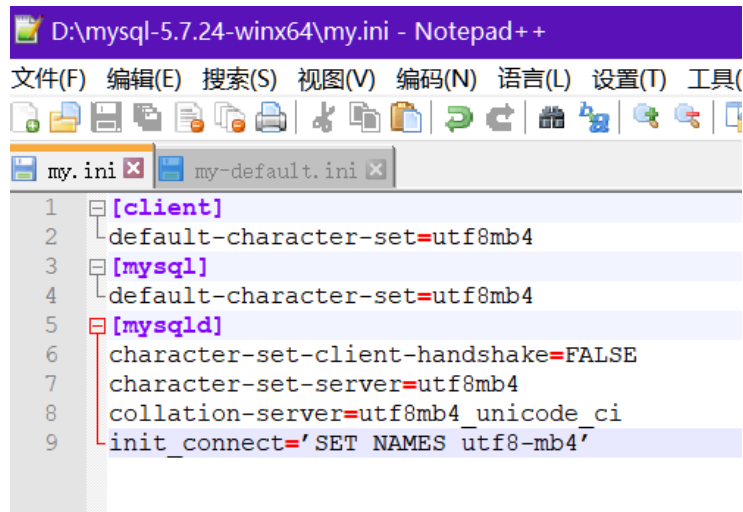 D:\mysql-5.7.24-winx64\my.ini - Notepad++
文件(F) 编辑(E) 搜索(S) 视图(V) 编码(N) 语言(L) 设置(T) 工具(
my.ini my-default.ini
1 [client]
2 default-character-set=utf8mb4
3 [mysql]
4 default-character-set=utf8mb4
5 [mysqld]
6 character-set-client-handshake=FALSE
7 character-set-server=utf8mb4
8 collation-server=utf8mb4_unicode_ci
9 init_connect=’SET NAMES utf8-mb4’